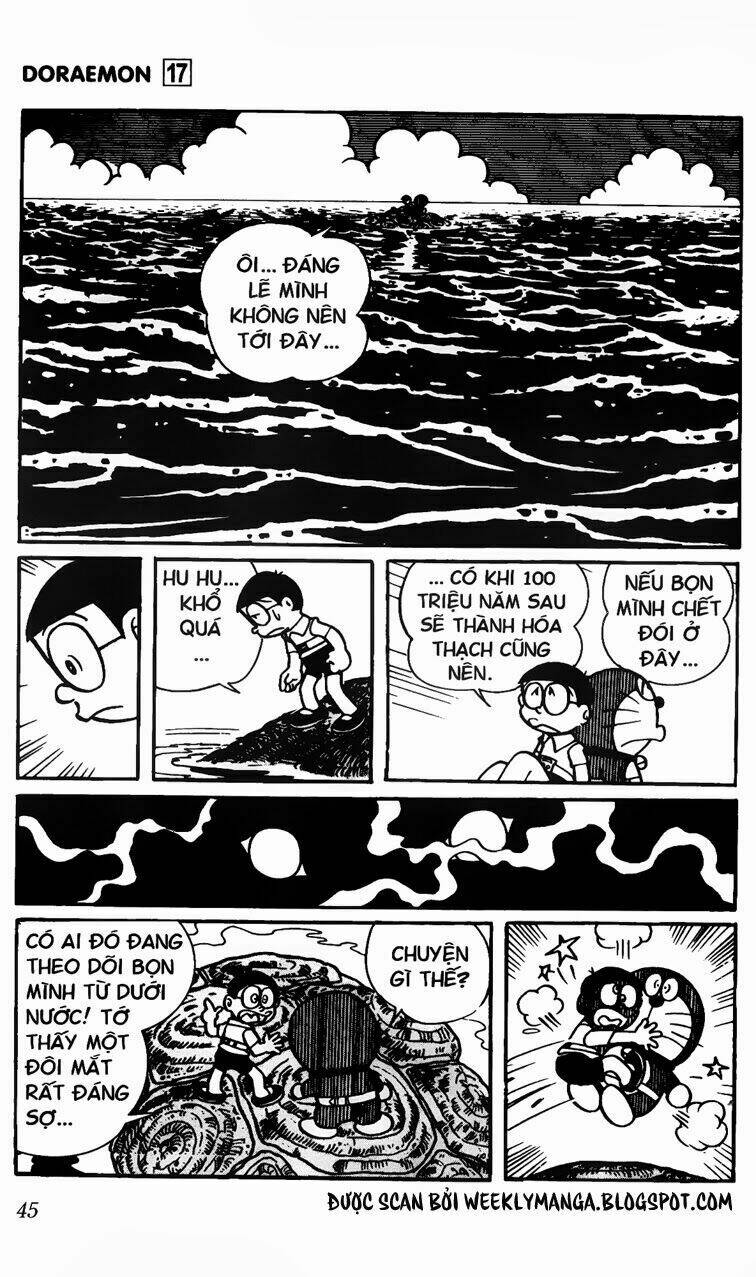 DORAEMON 17
ÔI... ĐÁNG
LẼ MÌNH
KHÔNG NÊN
TỚI ĐÂY...
NẾU BỌN
MÌNH CHẾT
ĐÓI Ở
ĐÂY...
... CÓ KHI 100
TRIỆU NĂM SAU
SẼ THÀNH HÓA
THẠCH CŨNG
NÊN.
HU HU...
KHỔ
QUÁ
...
CHUYỆN
GÌ THẾ?
CÓ AI ĐÓ ĐANG
THEO DÕI BỌN
MÌNH TỪ DƯỚI
NƯỚC! TỚ
THẤY MỘT
ĐÔI MẮT
RẤT ĐÁNG
SỢ...
45
ĐƯỢC SCAN BỞI WEEKLYMANGA.BLOGSPOT.COM